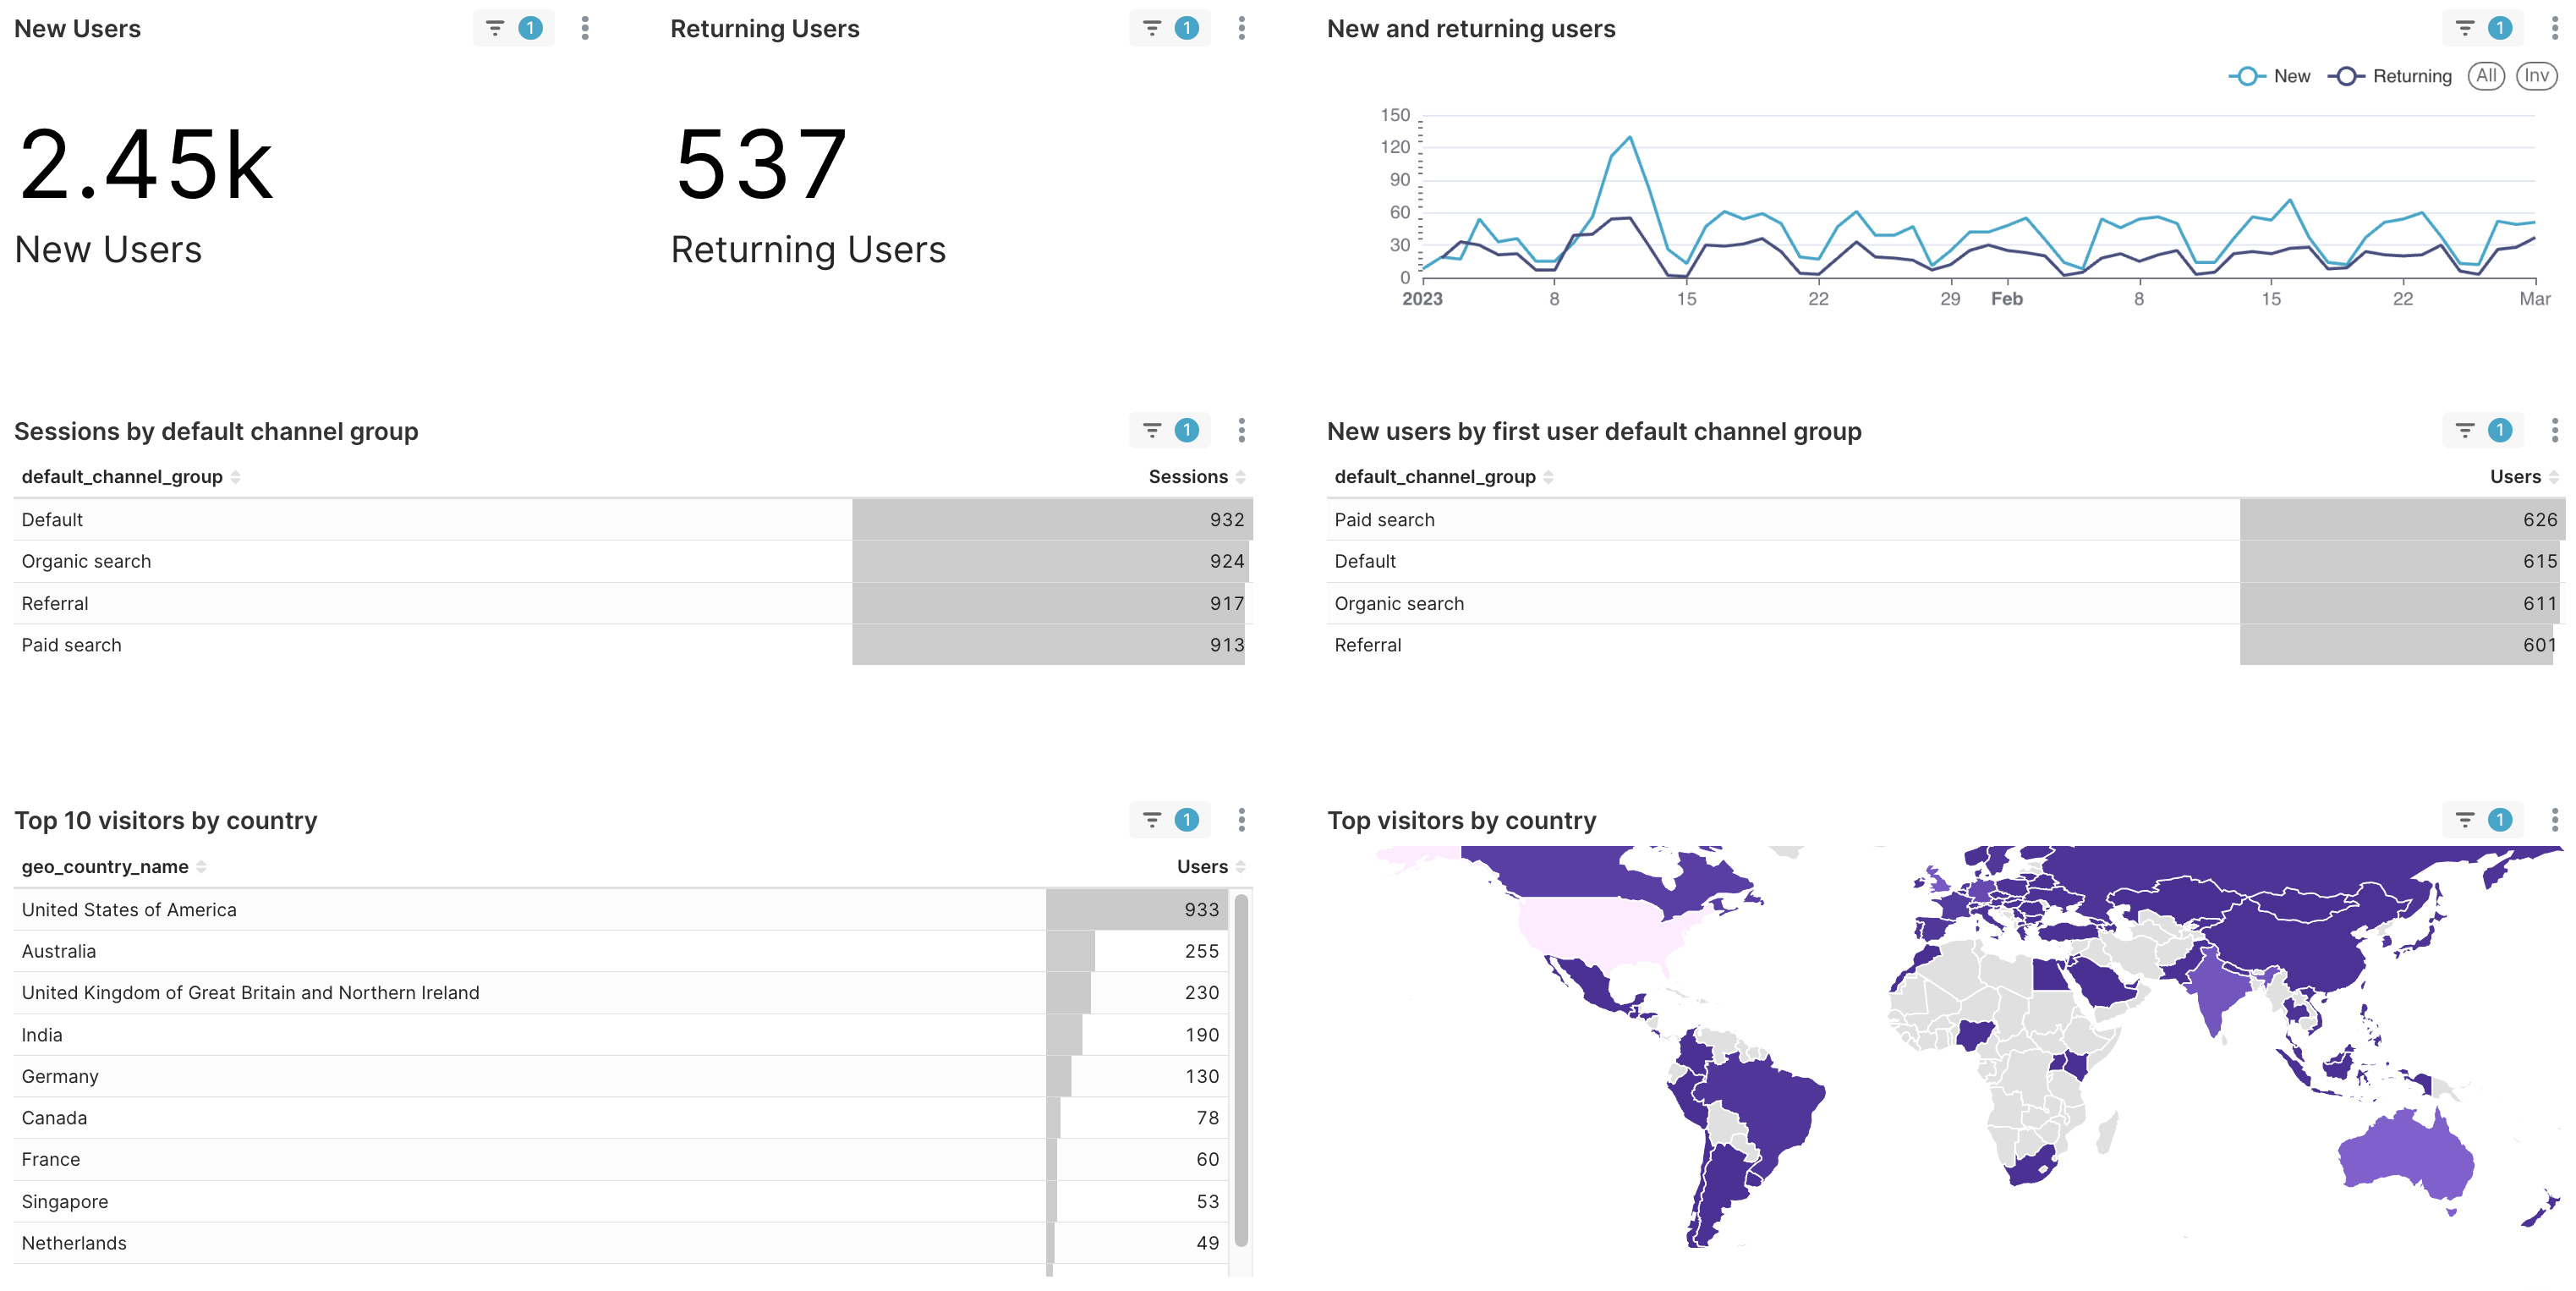 New Users
1
Returning Users
1
New and returning users
1
2.45k
New Users
537
Returning Users
New
Returning
All
Inv
150
120
90
60
30
0
2023
8
15
22
29
Feb
8
15
22
Mar
Sessions by default channel group
1
default_channel_group Sessions
Default 932
Organic search 924
Referral 917
Paid search 913
New users by first user default channel group
1
default_channel_group Users
Paid search 626
Default 615
Organic search 611
Referral 601
Top 10 visitors by country
1
geo_country_name Users
United States of America 933
Australia 255
United Kingdom of Great Britain and Northern Ireland 230
India 190
Germany 130
Canada 78
France 60
Singapore 53
Netherlands 49
Top visitors by country
1